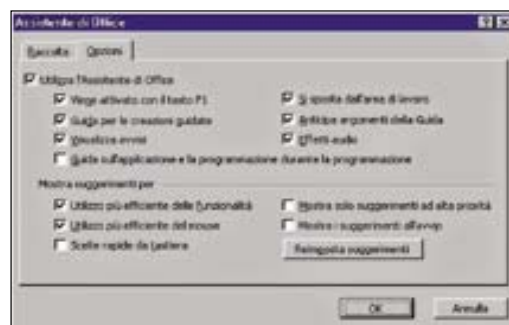 Assistente di Office
Raccolta Opzioni
Utilizza l'Assistente di Office
Viene attivato con il tasto F1
Guida per le creazioni guidate
Visualizza avvisi
Si sposta dall'area di lavoro
Anticipa argomenti della Guida
Effetti audio
Guida sull'applicazione e la programmazione durante la programmazione
Mostra suggerimenti per
Utilizzo più efficiente delle funzionalità
Utilizzo più efficiente del mouse
Scelte rapide da tastiera
Mostra solo suggerimenti ad alta priorità
Mostra i suggerimenti all'avvio
Reimposta suggerimenti
OK Annulla